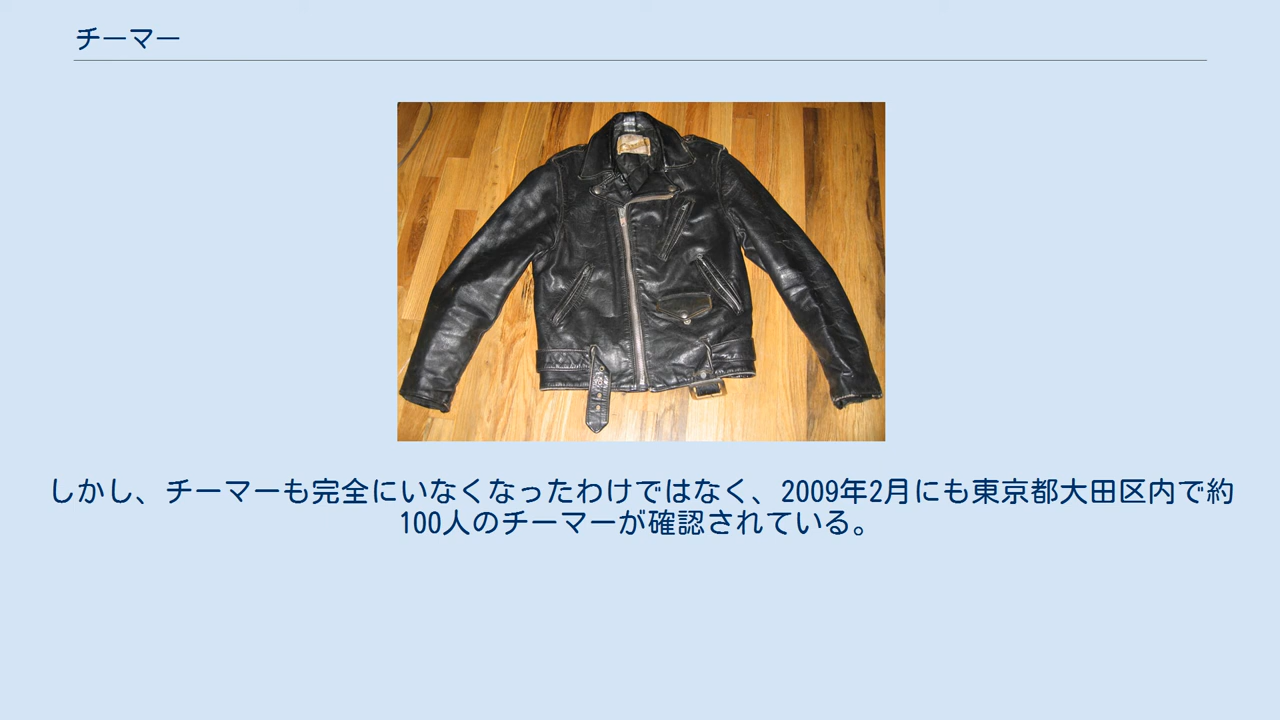 チーマー
しかし、チーマーも完全にいなくなったわけではなく、2009年2月にも東京都大田区内で約
100人のチーマーが確認されている。